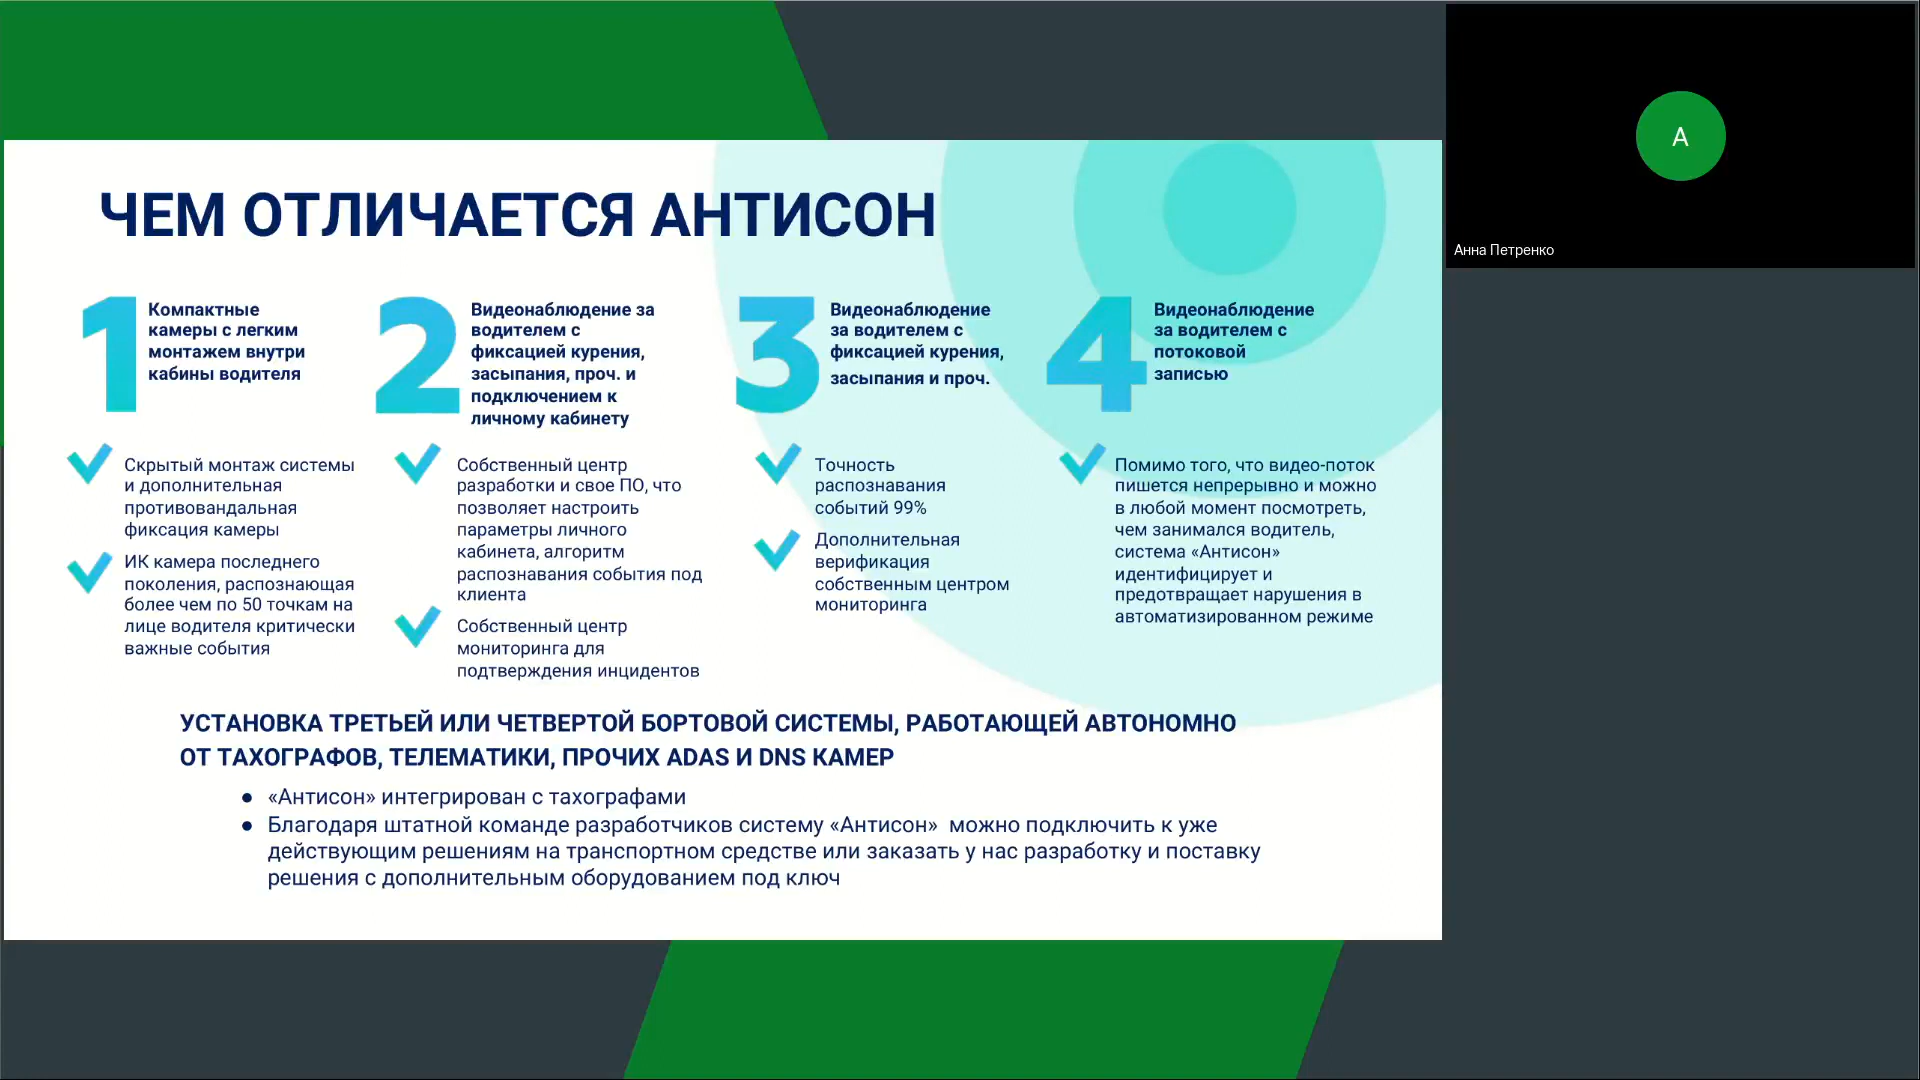 ЧЕМ ОТЛИЧАЕТСЯ АНТИСОН
1
Компактные
камеры с легким
монтажем внутри
кабины водителя
Скрытый монтаж системы
и дополнительная
противовандальная
фиксация камеры
ИК камера последнего
поколения, распознающая
более чем по 50 точкам на
лице водителя критически
важные события
2
Видеонаблюдение за
водителем с
фиксацией курения,
засыпания, проч. и
подключением к
личному кабинету
Собственный центр
разработки и свое ПО, что
позволяет настроить
параметры личного
кабинета, алгоритм
распознавания события под
клиента
Собственный центр
мониторинга для
подтверждения инцидентов
3
Видеонаблюдение
за водителем с
фиксацией курения,
засыпания и проч.
Точность
распознавания
событий 99%
Дополнительная
верификация
собственным центром
мониторинга
4
Видеонаблюдение
за водителем с
потоковой
записью
Помимо того, что видео-поток
пишется непрерывно и можно
в любой момент посмотреть,
чем занимался водитель,
система «Антисон»
идентифицирует и
предотвращает нарушения в
автоматизированном режиме
УСТАНОВКА ТРЕТЬЕЙ ИЛИ ЧЕТВЕРТОЙ БОРТОВОЙ СИСТЕМЫ, РАБОТАЮЩЕЙ АВТОНОМНО
ОТ ТАХОГРАФОВ, ТЕЛЕМАТИКИ, ПРОЧИХ ADAS И DNS КАМЕР
● «Антисон» интегрирован с тахографами
● Благодаря штатной команде разработчиков систему «Антисон» можно подключить к уже
действующим решениям на транспортном средстве или заказать у нас разработку и поставку
решения с дополнительным оборудованием под ключ
А
Анна Петренко